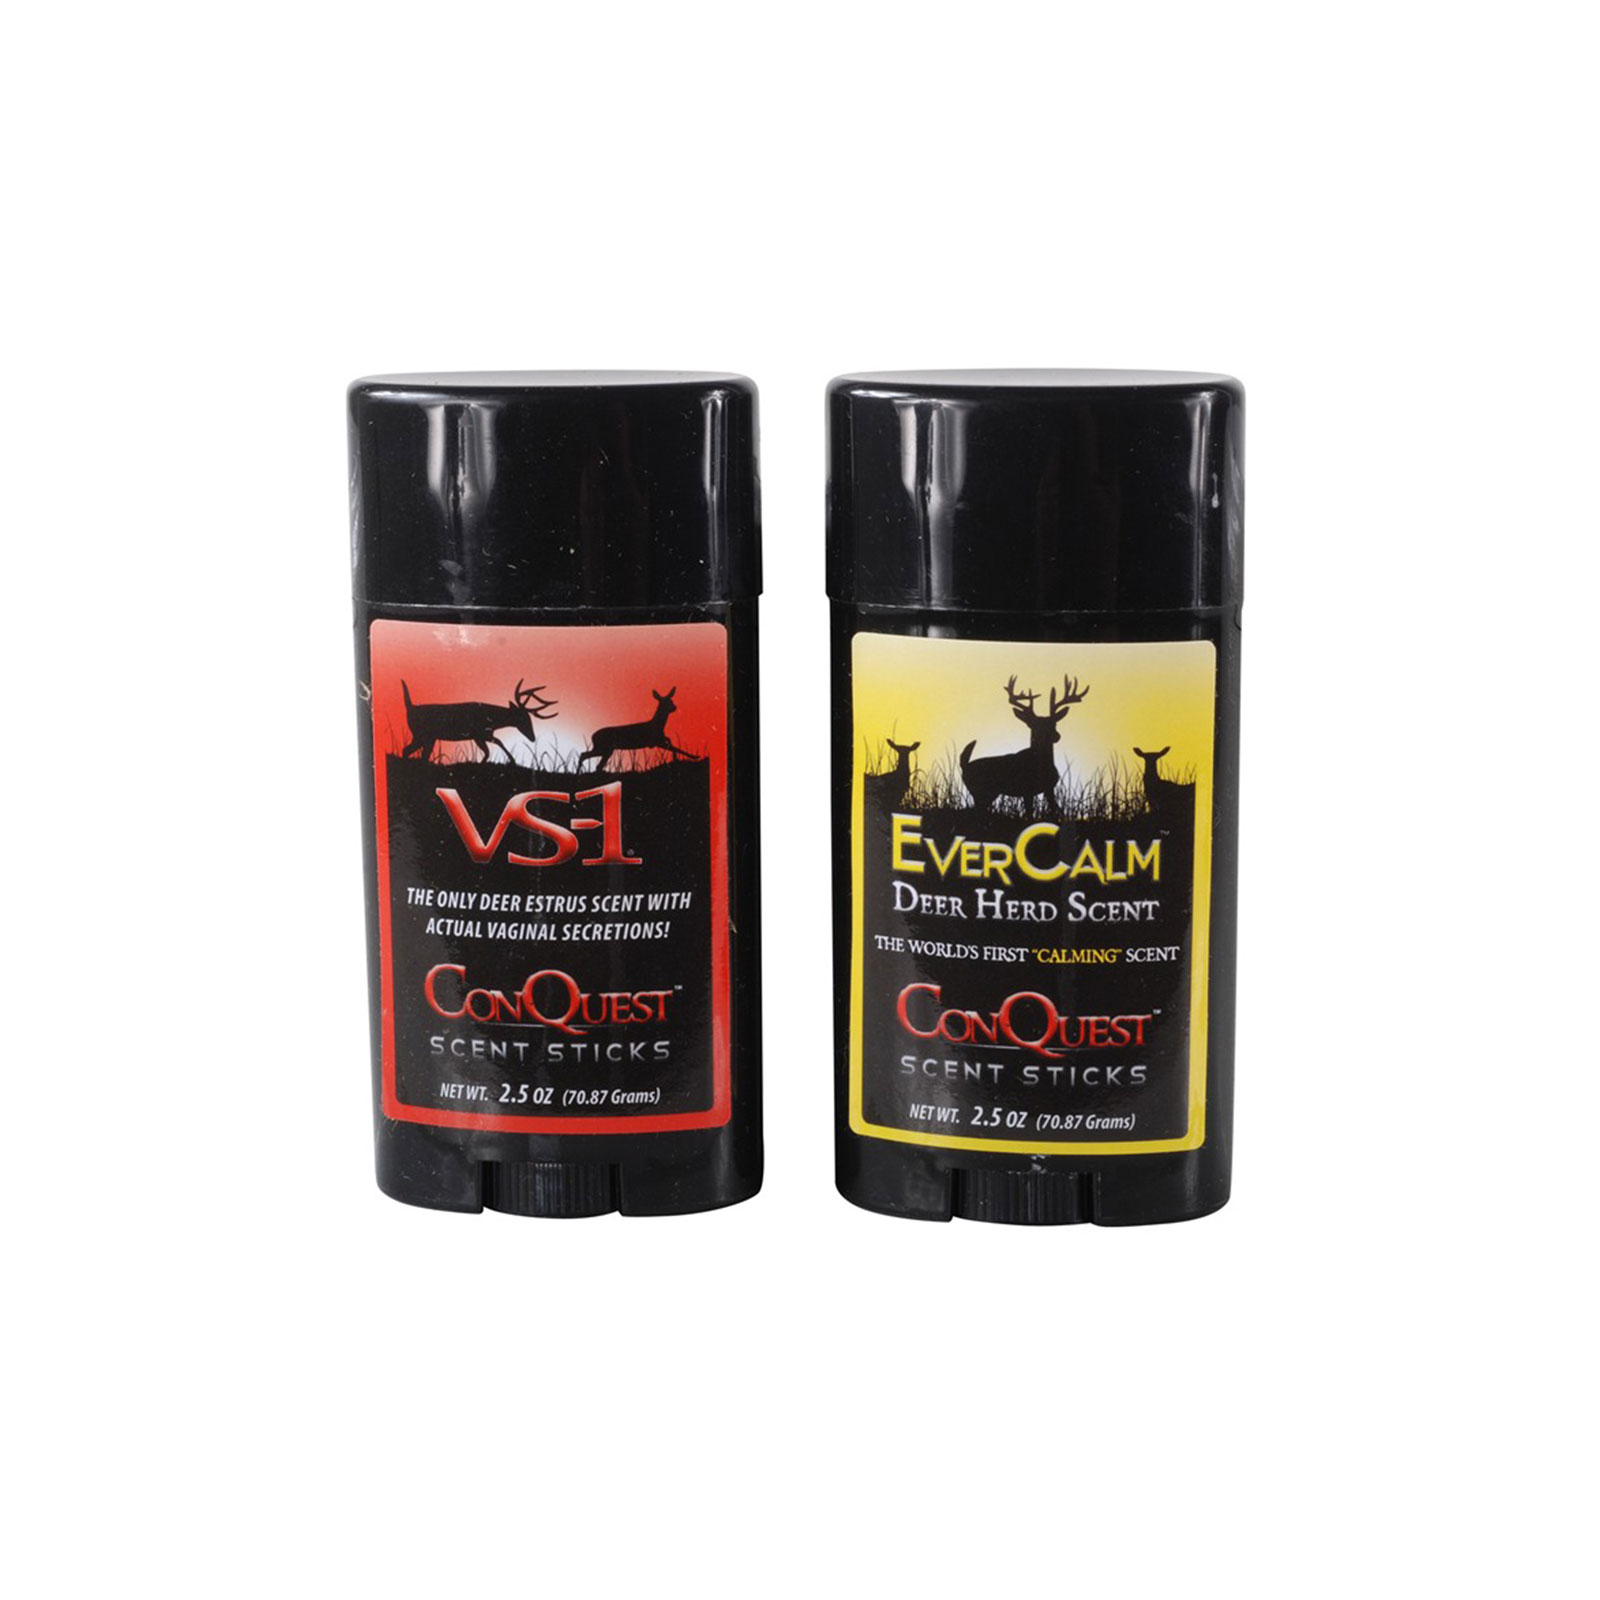 VS-1®
THE ONLY DEER ESTRUS SCENT WITH
ACTUAL VAGINAL SECRETIONS!
CONQUEST™
SCENT STICKS
NET WT. 2.5 OZ (70.87 Grams)
EVERCALM™
DEER HERD SCENT
THE WORLD'S FIRST "CALMING" SCENT
CONQUEST™
SCENT STICKS
NET WT. 2.5 OZ (70.87 Grams)